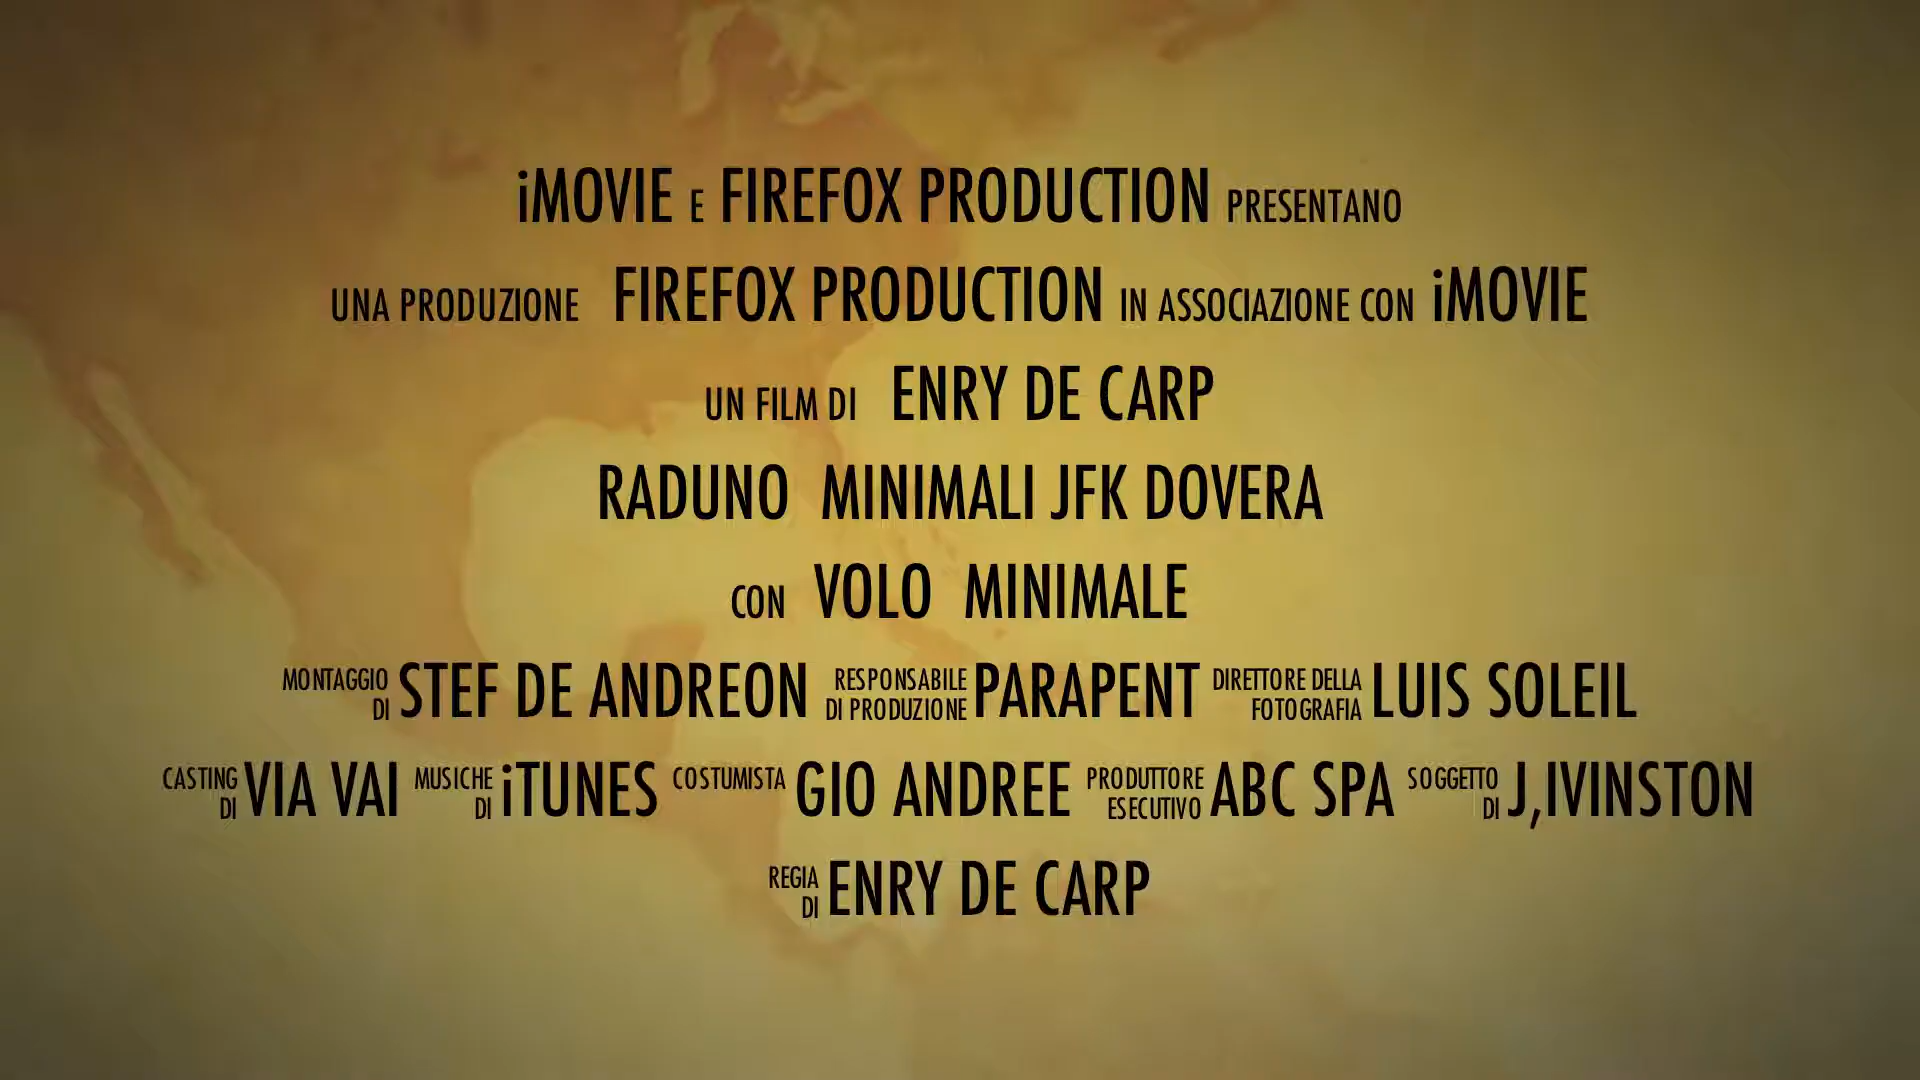 iMOVIE E FIREFOX PRODUCTION PRESENTANO
UNA PRODUZIONE FIREFOX PRODUCTION IN ASSOCIAZIONE CON iMOVIE
UN FILM DI ENRY DE CARP
RADUNO MINIMALI JFK DOVERA
CON VOLO MINIMALE
MONTAGGIO DI STEF DE ANDREON RESPONSABILE DI PRODUZIONE PARAPENT DIRETTORE DELLA FOTOGRAFIA LUIS SOLEIL
CASTING DI VIA VAI MUSICHE DI iTUNES COSTUMISTA GIO ANDREE PRODUTTORE ESECUTIVO ABC SPA SOGGETTO DI J,IVINSTON
REGIA DI ENRY DE CARP